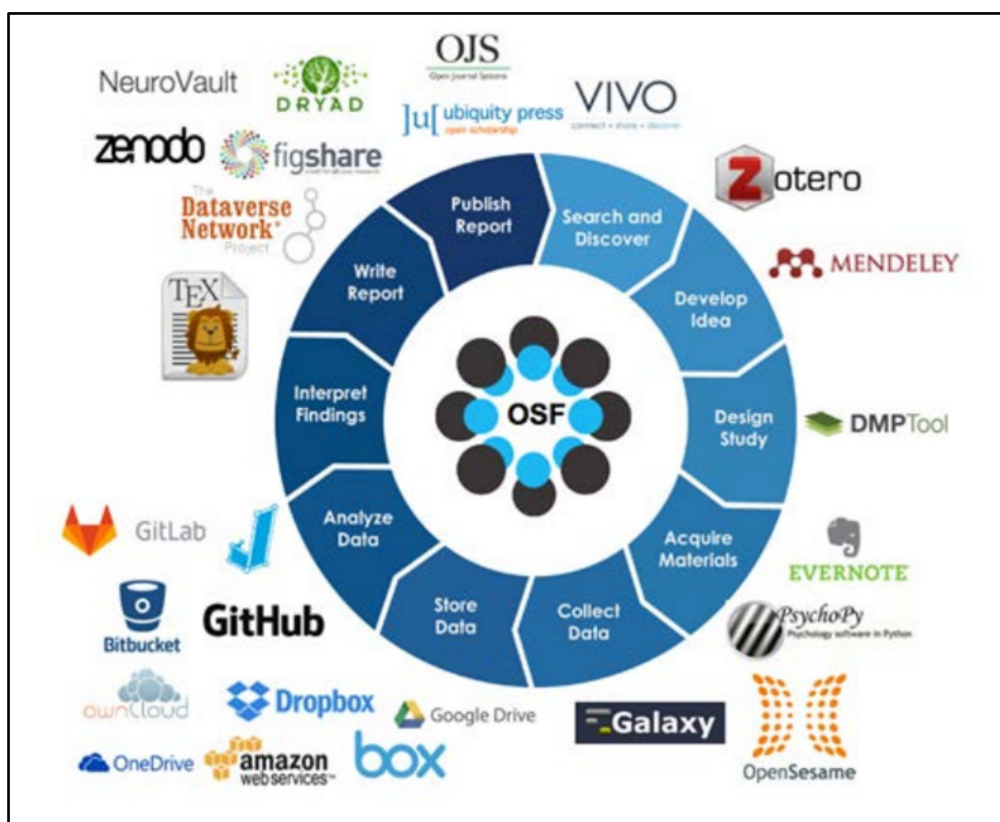 OJS
Open Journal Systems
NeuroVault
DRYAD
]u[ ubiquity press
open scholarship
VIVO
connect • share • discover
zenodo
figshare
The
Dataverse
Network®
Project
Zotero
MENDELEY
TEX
Publish
Report
Search and
Discover
Write
Report
Develop
Idea
Interpret
Findings
OSF
Design
Study
DMPTool
Analyze
Data
Acquire
Materials
Store
Data
Collect
Data
GitLab
EVERNOTE®
Bitbucket
GitHub
PsychoPy
Psychology software in Python
ownCloud
Dropbox
Google Drive
Galaxy
OneDrive
amazon
webservices™
box
OpenSesame